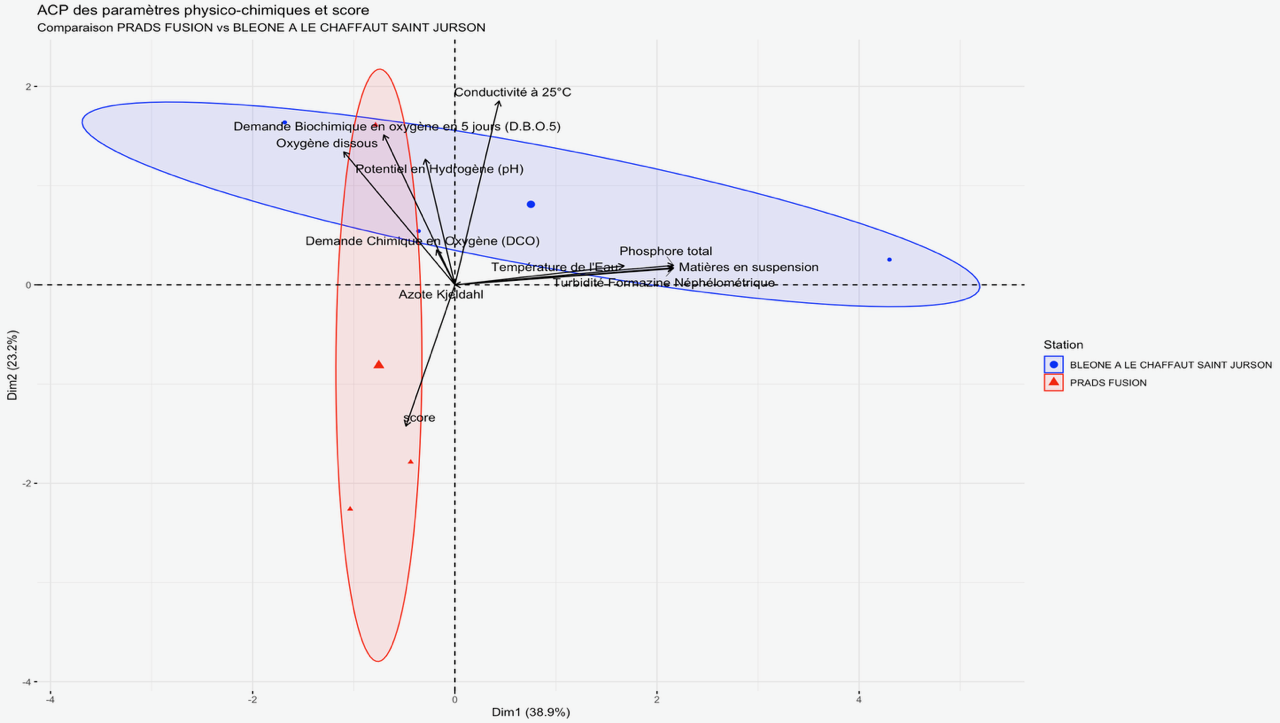 ACP des paramètres physico-chimiques et score
Comparaison PRADS FUSION vs BLEONE A LE CHAFFAUT SAINT JURSON
2
0
-2
-4
Dim2 (23.2%)
Conductivité à 25°C
Demande Biochimique en oxygène en 5 jours (D.B.O.5)
Oxygène dissous
Potentiel en Hydrogène (pH)
Demande Chimique en Oxygène (DCO)
Phosphore total
Température de l'Eau
Matières en suspension
Turbidité Formazine Néphélométrique
Azote Kjeldahl
score
-4
-2
0
2
4
Dim1 (38.9%)
Station
BLEONE A LE CHAFFAUT SAINT JURSON
PRADS FUSION